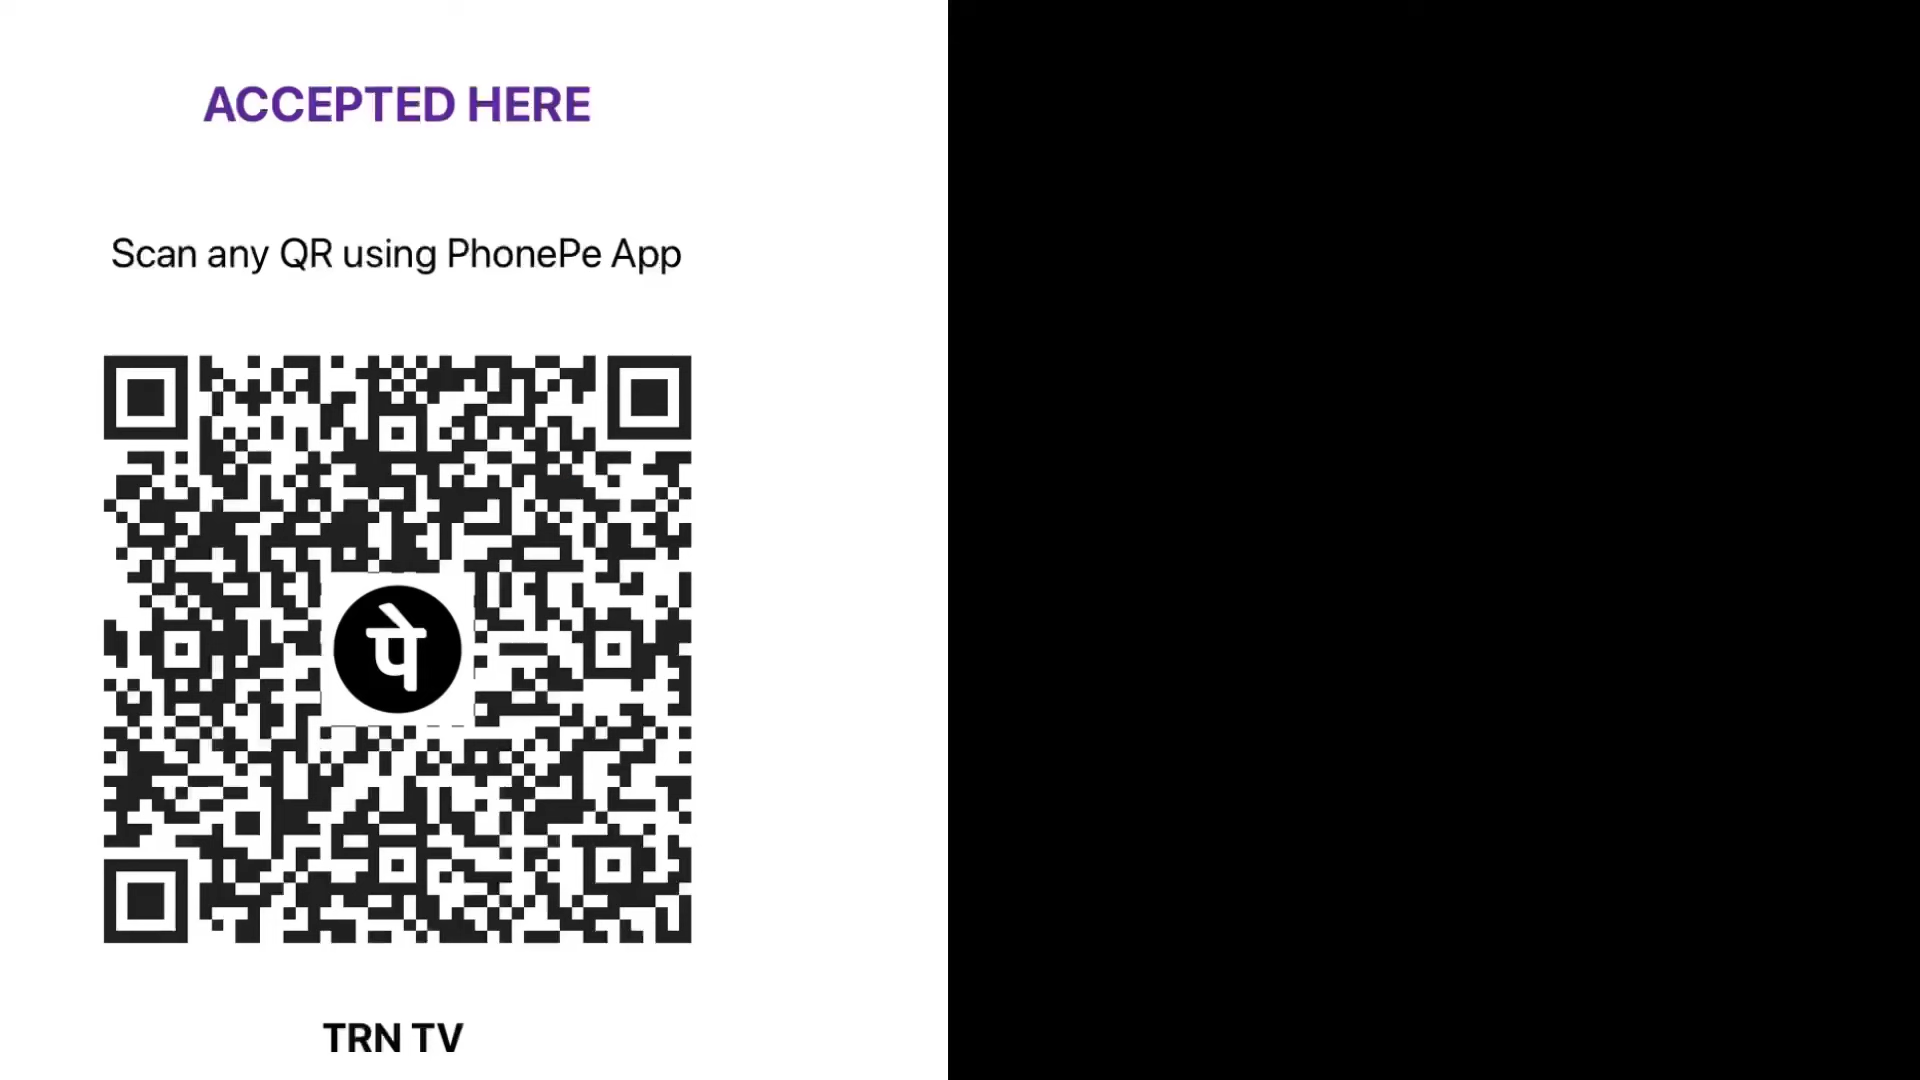 ACCEPTED HERE
Scan any QR using PhonePe App
पे
TRN TV